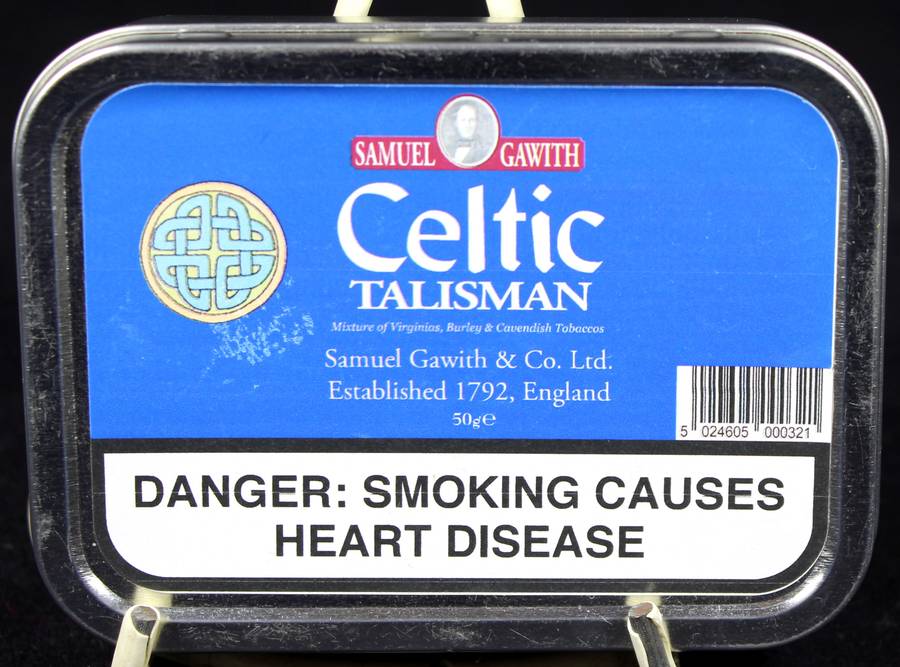 SAMUEL GAWITH
Celtic
TALISMAN
Mixture of Virginias, Burley & Cavendish Tobaccos
Samuel Gawith & Co. Ltd.
Established 1792, England
50g℮
5 024605 000321
DANGER: SMOKING CAUSES
HEART DISEASE